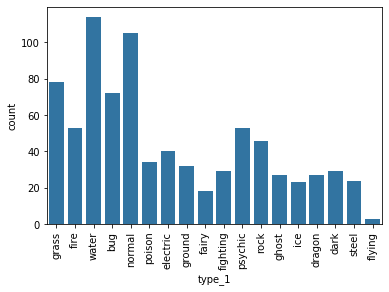 100
80
60
40
20
0
count
grass
fire
water
bug
normal
poison
electric
ground
fairy
fighting
psychic
rock
ghost
ice
dragon
dark
steel
flying
type_1